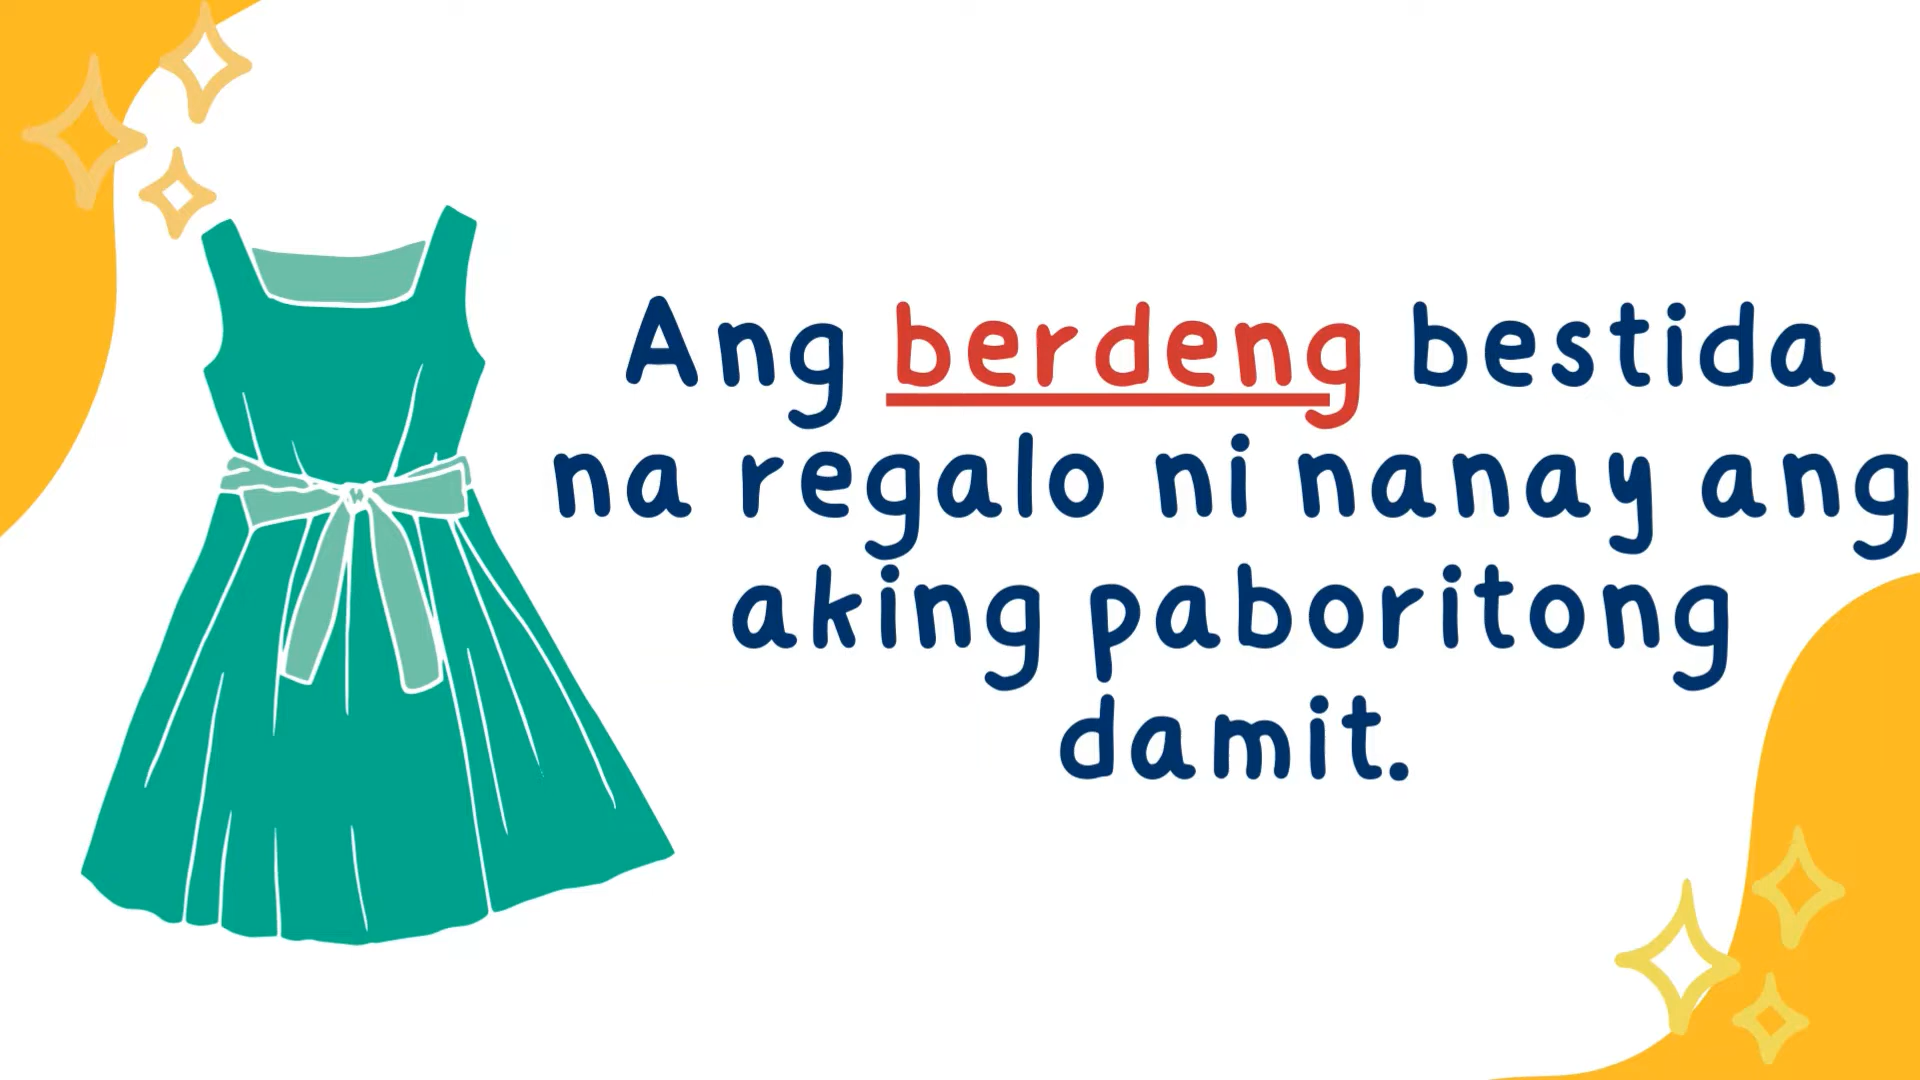 Ang berdeng bestida
na regalo ni nanay ang
aking paboritong
damit.